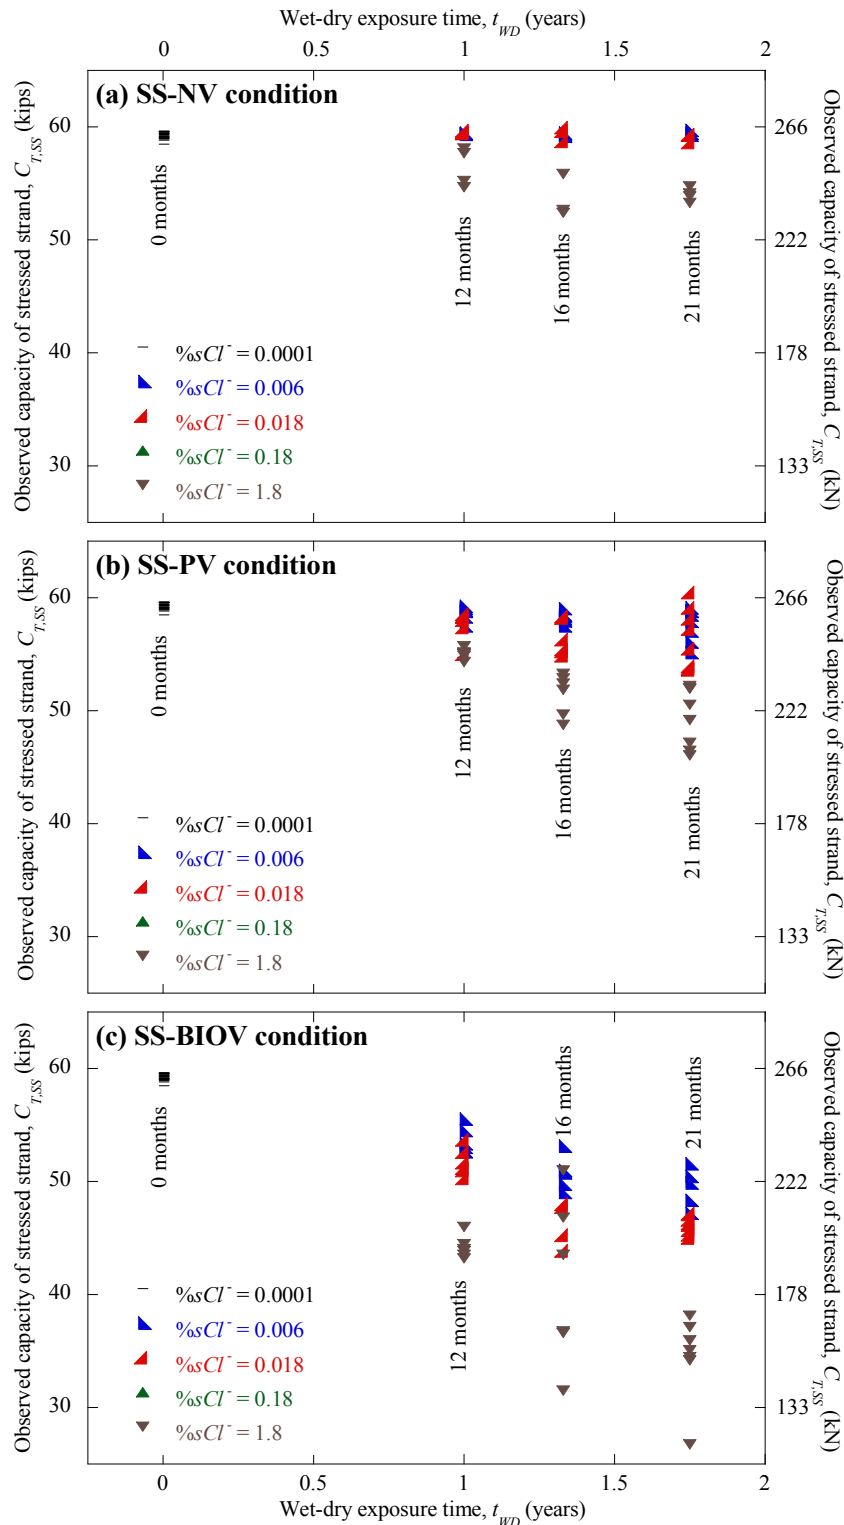 Wet-dry exposure time, t_WD (years)
0 0.5 1 1.5 2
(a) SS-NV condition
Observed capacity of stressed strand, C_T,SS (kips)
60
50
40
30
0 months
12 months
16 months
21 months
%sCl⁻ = 0.0001
%sCl⁻ = 0.006
%sCl⁻ = 0.018
%sCl⁻ = 0.18
%sCl⁻ = 1.8
266
222
178
133
Observed capacity of stressed strand, C_T,SS (kN)
(b) SS-PV condition
Observed capacity of stressed strand, C_T,SS (kips)
60
50
40
30
0 months
12 months
16 months
21 months
%sCl⁻ = 0.0001
%sCl⁻ = 0.006
%sCl⁻ = 0.018
%sCl⁻ = 0.18
%sCl⁻ = 1.8
266
222
178
133
Observed capacity of stressed strand, C_T,SS (kN)
(c) SS-BIOV condition
Observed capacity of stressed strand, C_T,SS (kips)
60
50
40
30
0 months
12 months
16 months
21 months
%sCl⁻ = 0.0001
%sCl⁻ = 0.006
%sCl⁻ = 0.018
%sCl⁻ = 0.18
%sCl⁻ = 1.8
266
222
178
133
Observed capacity of stressed strand, C_T,SS (kN)
0 0.5 1 1.5 2
Wet-dry exposure time, t_WD (years)